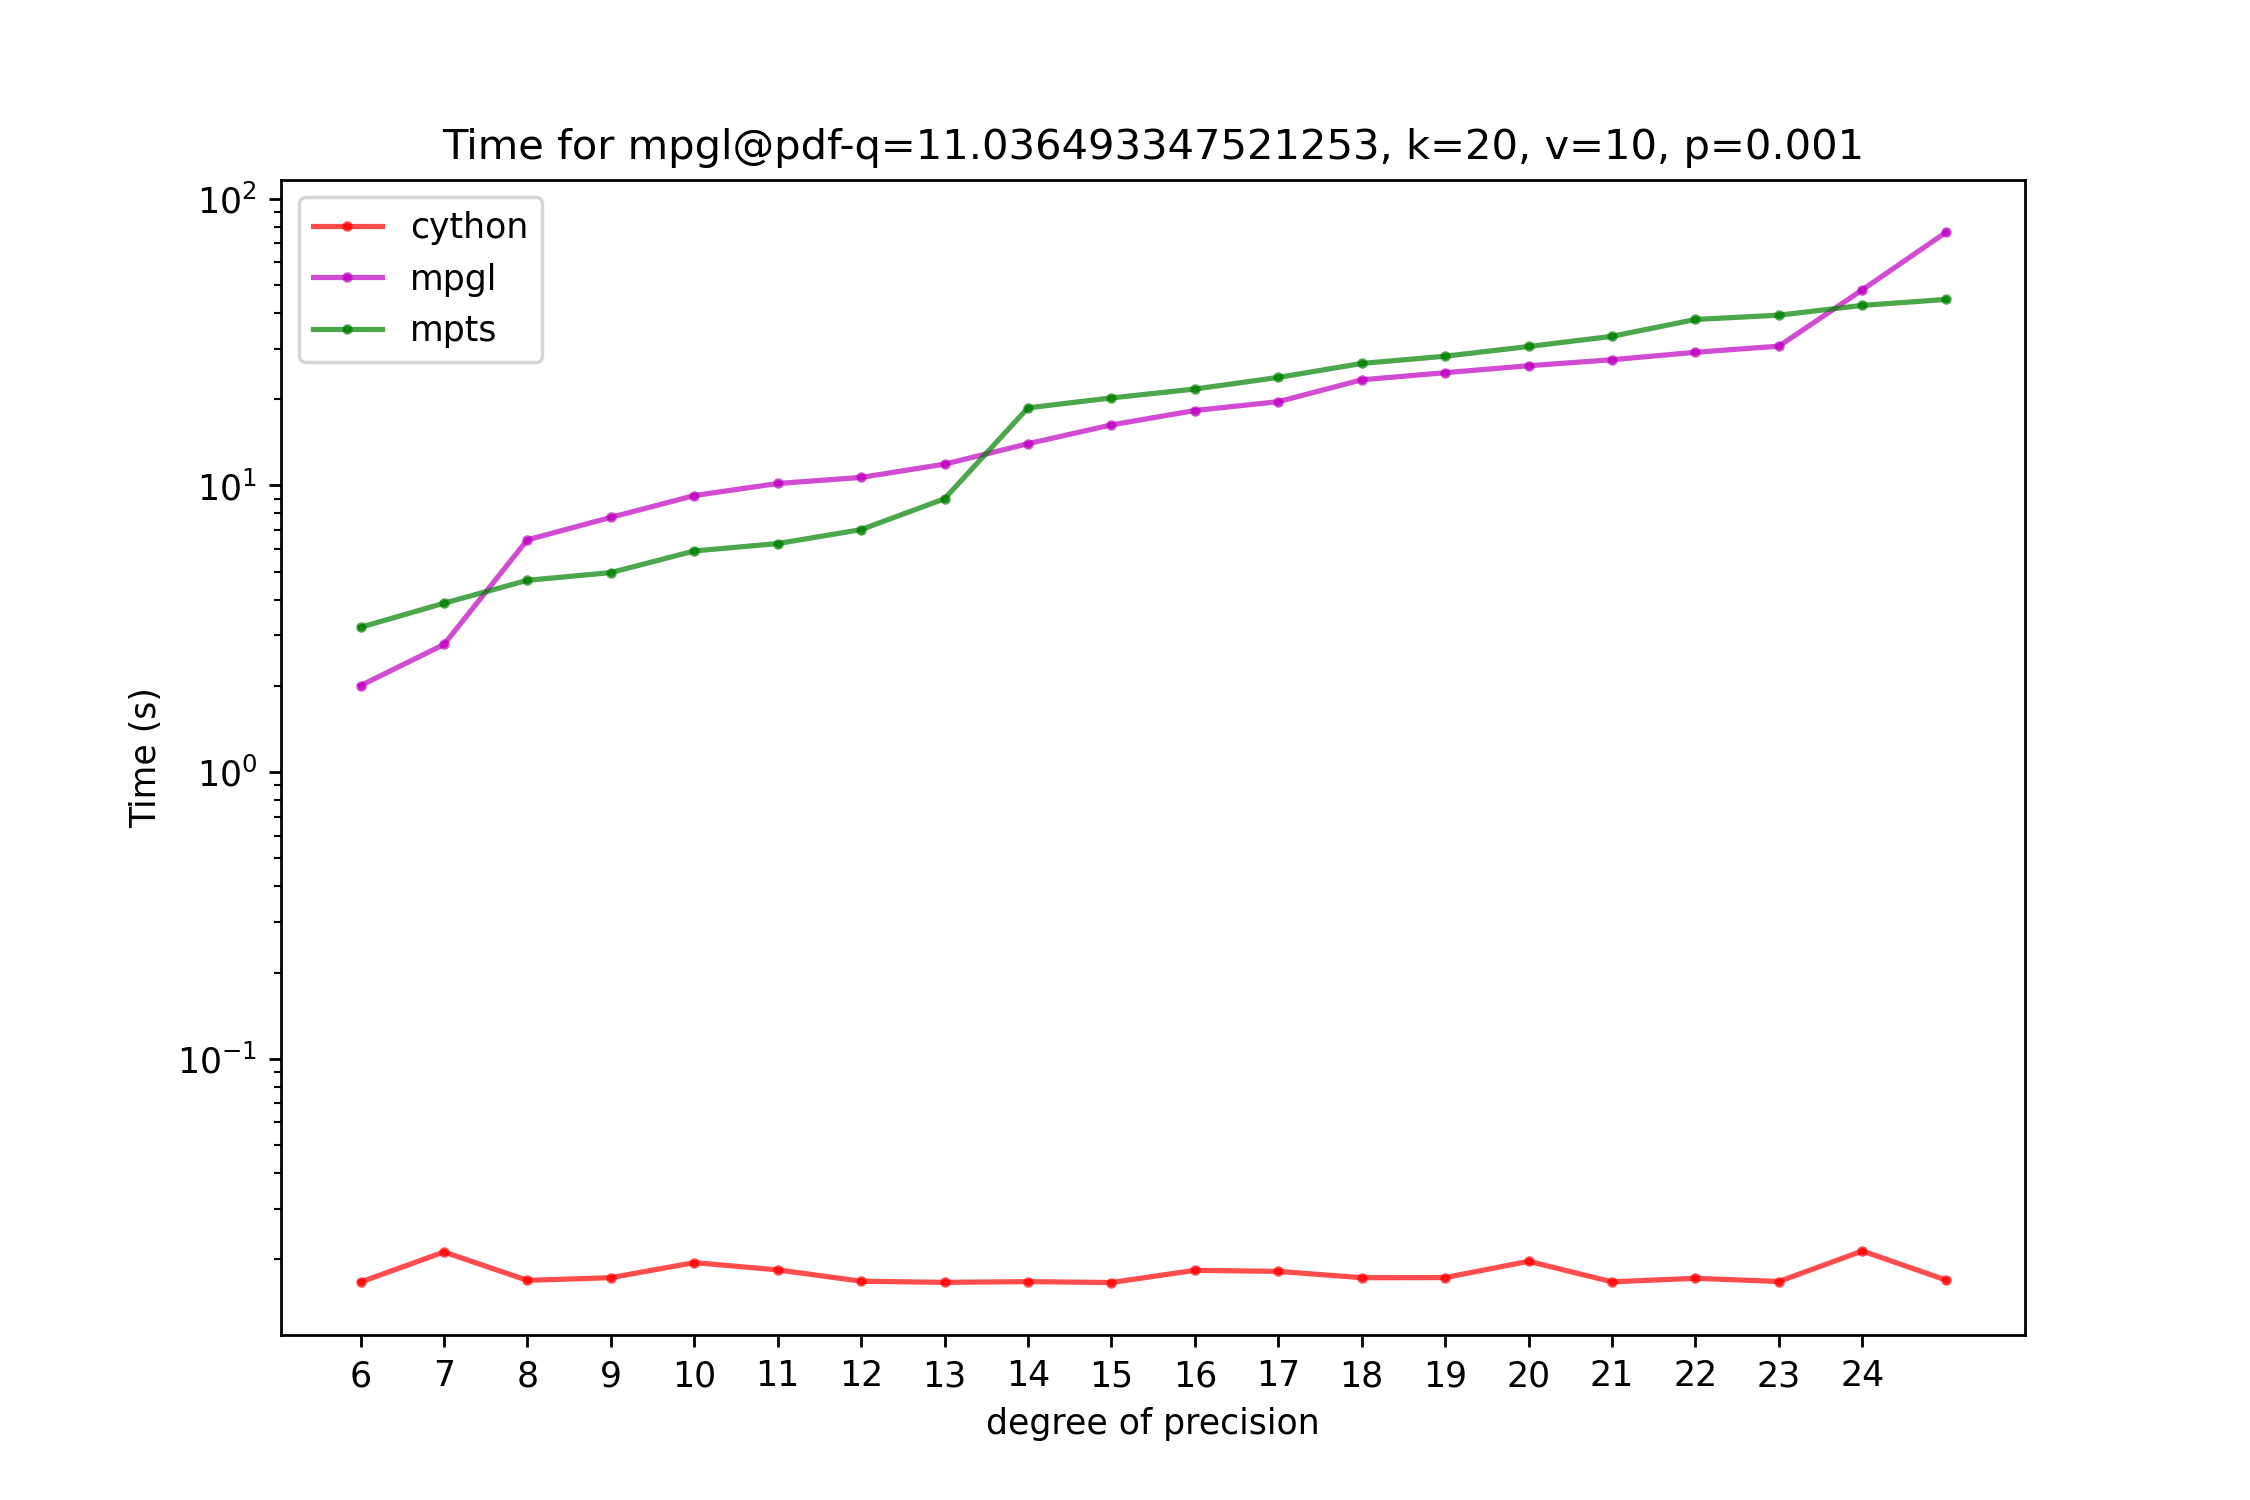 Time for mpgl@pdf-q=11.036493347521253, k=20, v=10, p=0.001
10²
10¹
10⁰
10⁻¹
Time (s)
cython
mpgl
mpts
6 7 8 9 10 11 12 13 14 15 16 17 18 19 20 21 22 23 24
degree of precision